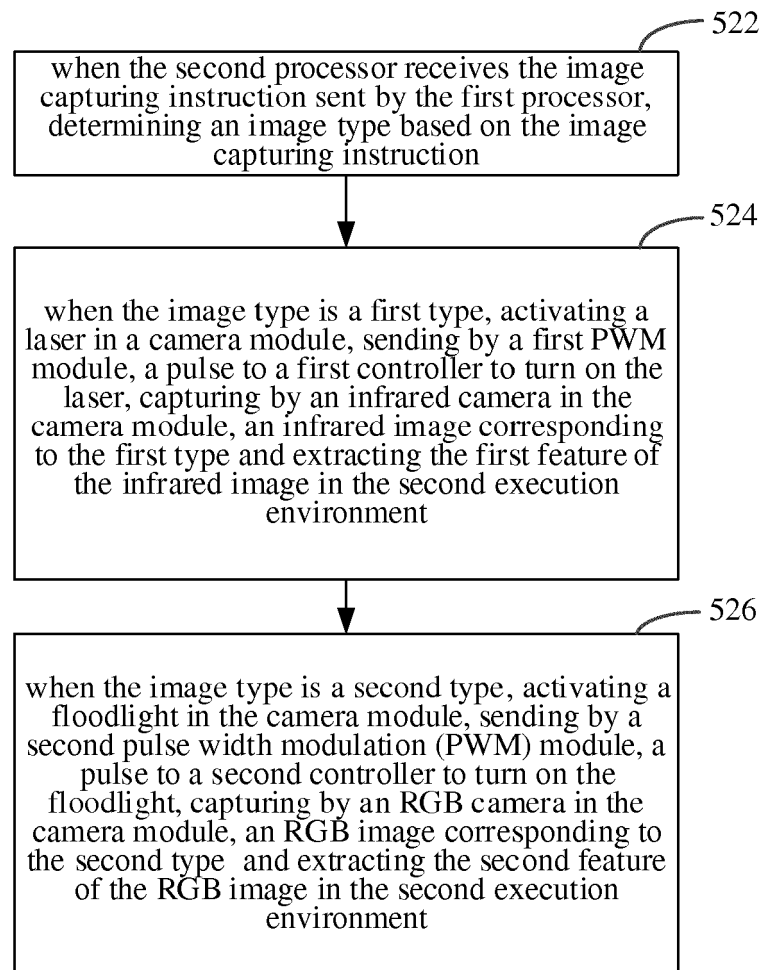 522
when the second processor receives the image
capturing instruction sent by the first processor,
determining an image type based on the image
capturing instruction
524
when the image type is a first type, activating a
laser in a camera module, sending by a first PWM
module, a pulse to a first controller to turn on the
laser, capturing by an infrared camera in the
camera module, an infrared image corresponding
to the first type and extracting the first feature of
the infrared image in the second execution
environment
526
when the image type is a second type, activating a
floodlight in the camera module, sending by a
second pulse width modulation (PWM) module, a
pulse to a second controller to turn on the
floodlight, capturing by an RGB camera in the
camera module, an RGB image corresponding to
the second type and extracting the second feature
of the RGB image in the second execution
environment